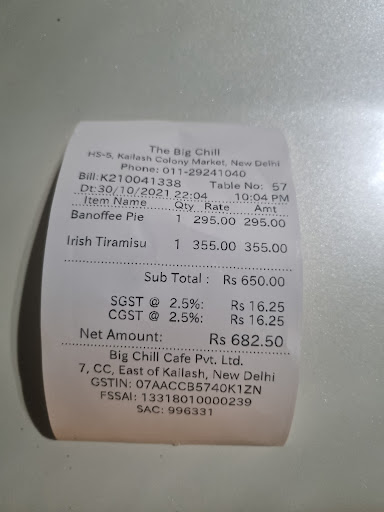 The Big Chill
HS-5, Kailash Colony Market, New Delhi
Phone: 011-29241040
Bill:K210041338 Table No: 57
Dt:30/10/2021 22:04 10:04 PM
Item Name Qty Rate Amt
Banoffee Pie 1 295.00 295.00
Irish Tiramisu 1 355.00 355.00
Sub Total : Rs 650.00
SGST @ 2.5%: Rs 16.25
CGST @ 2.5%: Rs 16.25
Net Amount: Rs 682.50
Big Chill Cafe Pvt. Ltd.
7, CC, East of Kailash, New Delhi
GSTIN: 07AACCB5740K1ZN
FSSAI: 13318010000239
SAC: 996331